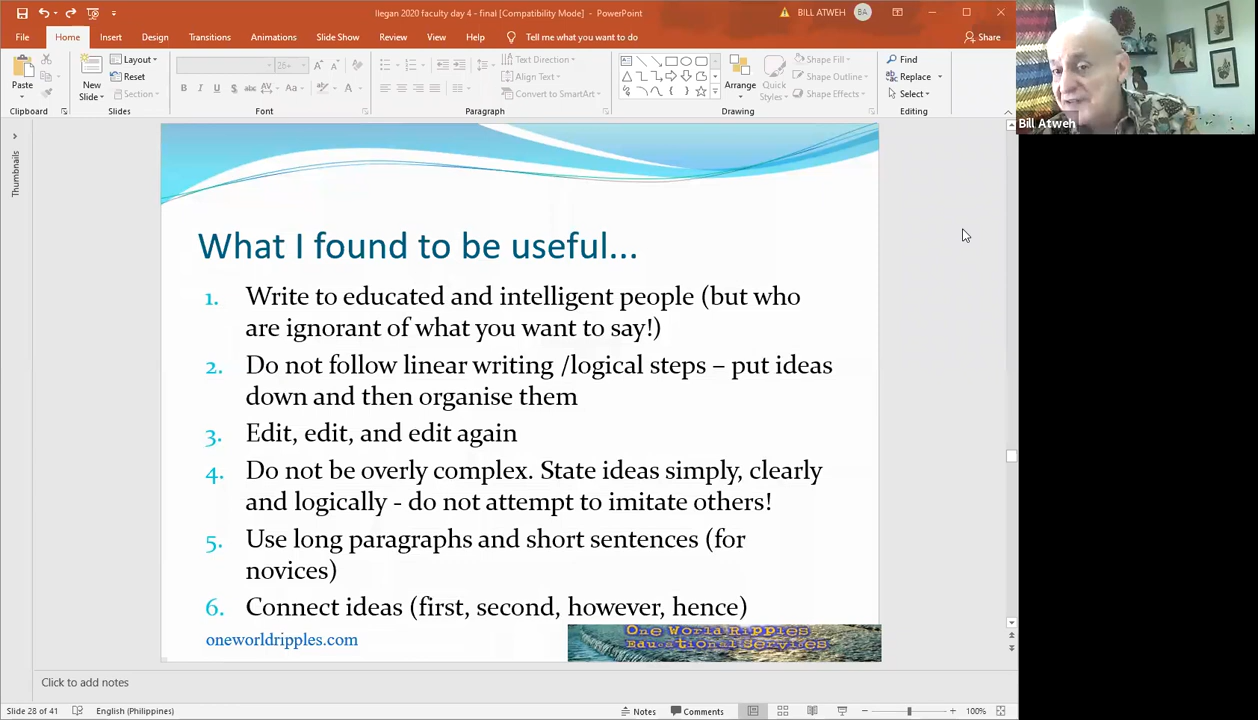 Ilegan 2020 faculty day 4 - final [Compatibility Mode] - PowerPoint
BILL ATWEH
BA
File
Home
Insert
Design
Transitions
Animations
Slide Show
Review
View
Help
Tell me what you want to do
Share
Paste
New
Slide
Layout
Reset
Section
26+
Text Direction
Align Text
Convert to SmartArt
Arrange
Quick
Styles
Shape Fill
Shape Outline
Shape Effects
Find
Replace
Select
Clipboard
Slides
Font
Paragraph
Drawing
Editing
Bill Atweh
Thumbnails
What I found to be useful...
1. Write to educated and intelligent people (but who
are ignorant of what you want to say!)
2. Do not follow linear writing /logical steps – put ideas
down and then organise them
3. Edit, edit, and edit again
4. Do not be overly complex. State ideas simply, clearly
and logically - do not attempt to imitate others!
5. Use long paragraphs and short sentences (for
novices)
6. Connect ideas (first, second, however, hence)
oneworldripples.com
One World Ripples
Educational Services
Click to add notes
Slide 28 of 41
English (Philippines)
Notes
Comments
100%